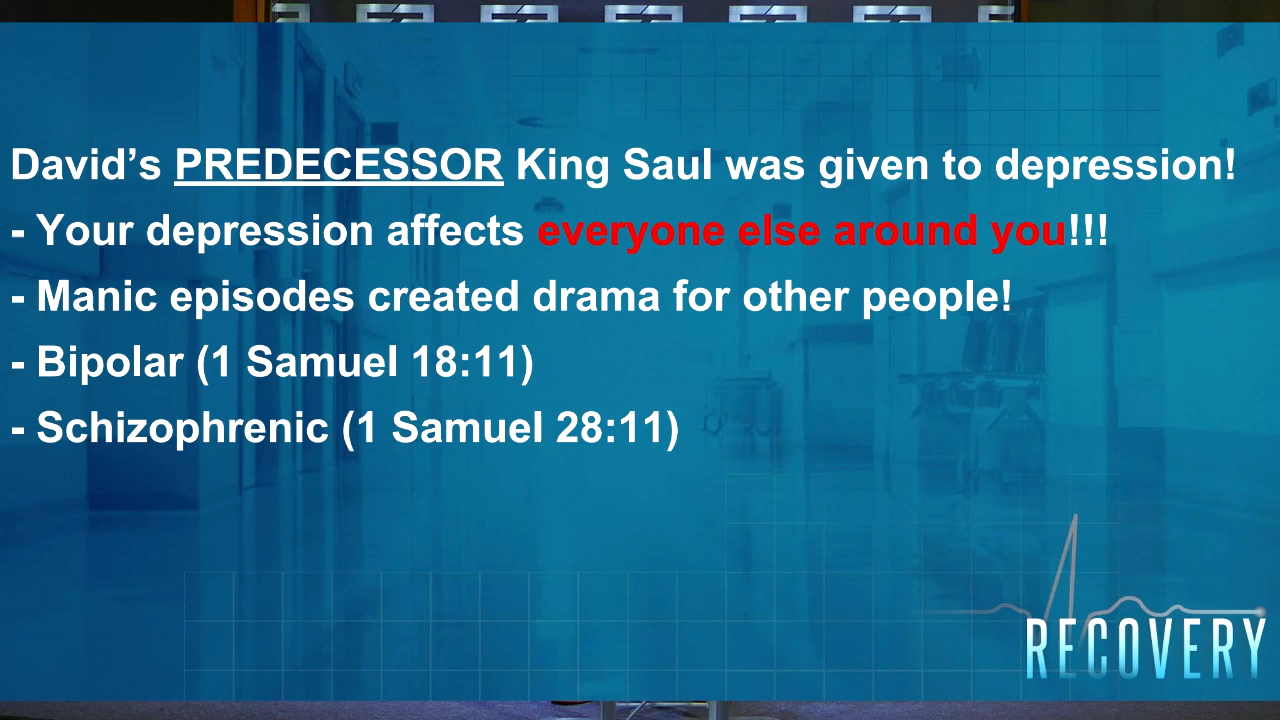 David’s PREDECESSOR King Saul was given to depression!
- Your depression affects everyone else around you!!!
- Manic episodes created drama for other people!
- Bipolar (1 Samuel 18:11)
- Schizophrenic (1 Samuel 28:11)
RECOVERY